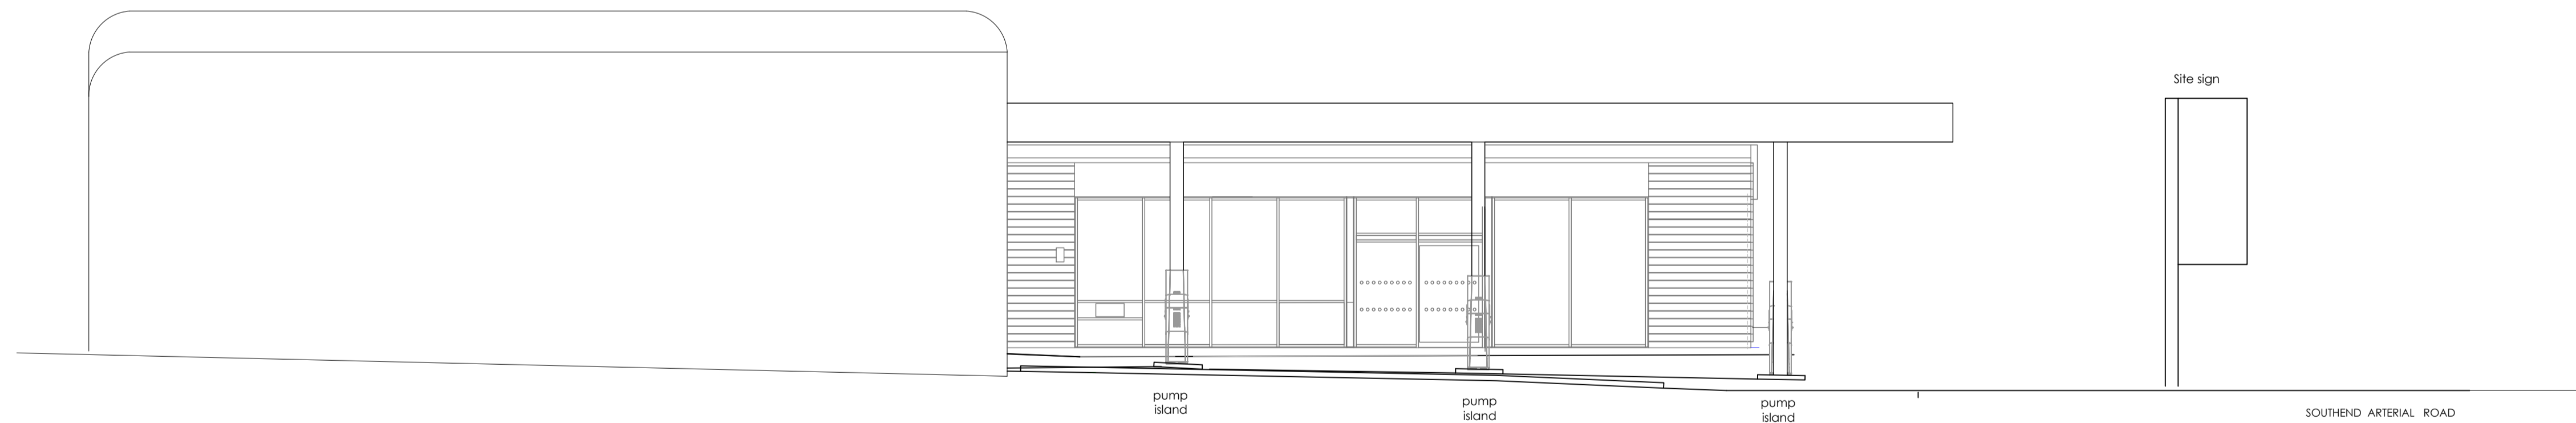 Site sign
pump
island
pump
island
pump
island
SOUTHEND ARTERIAL ROAD